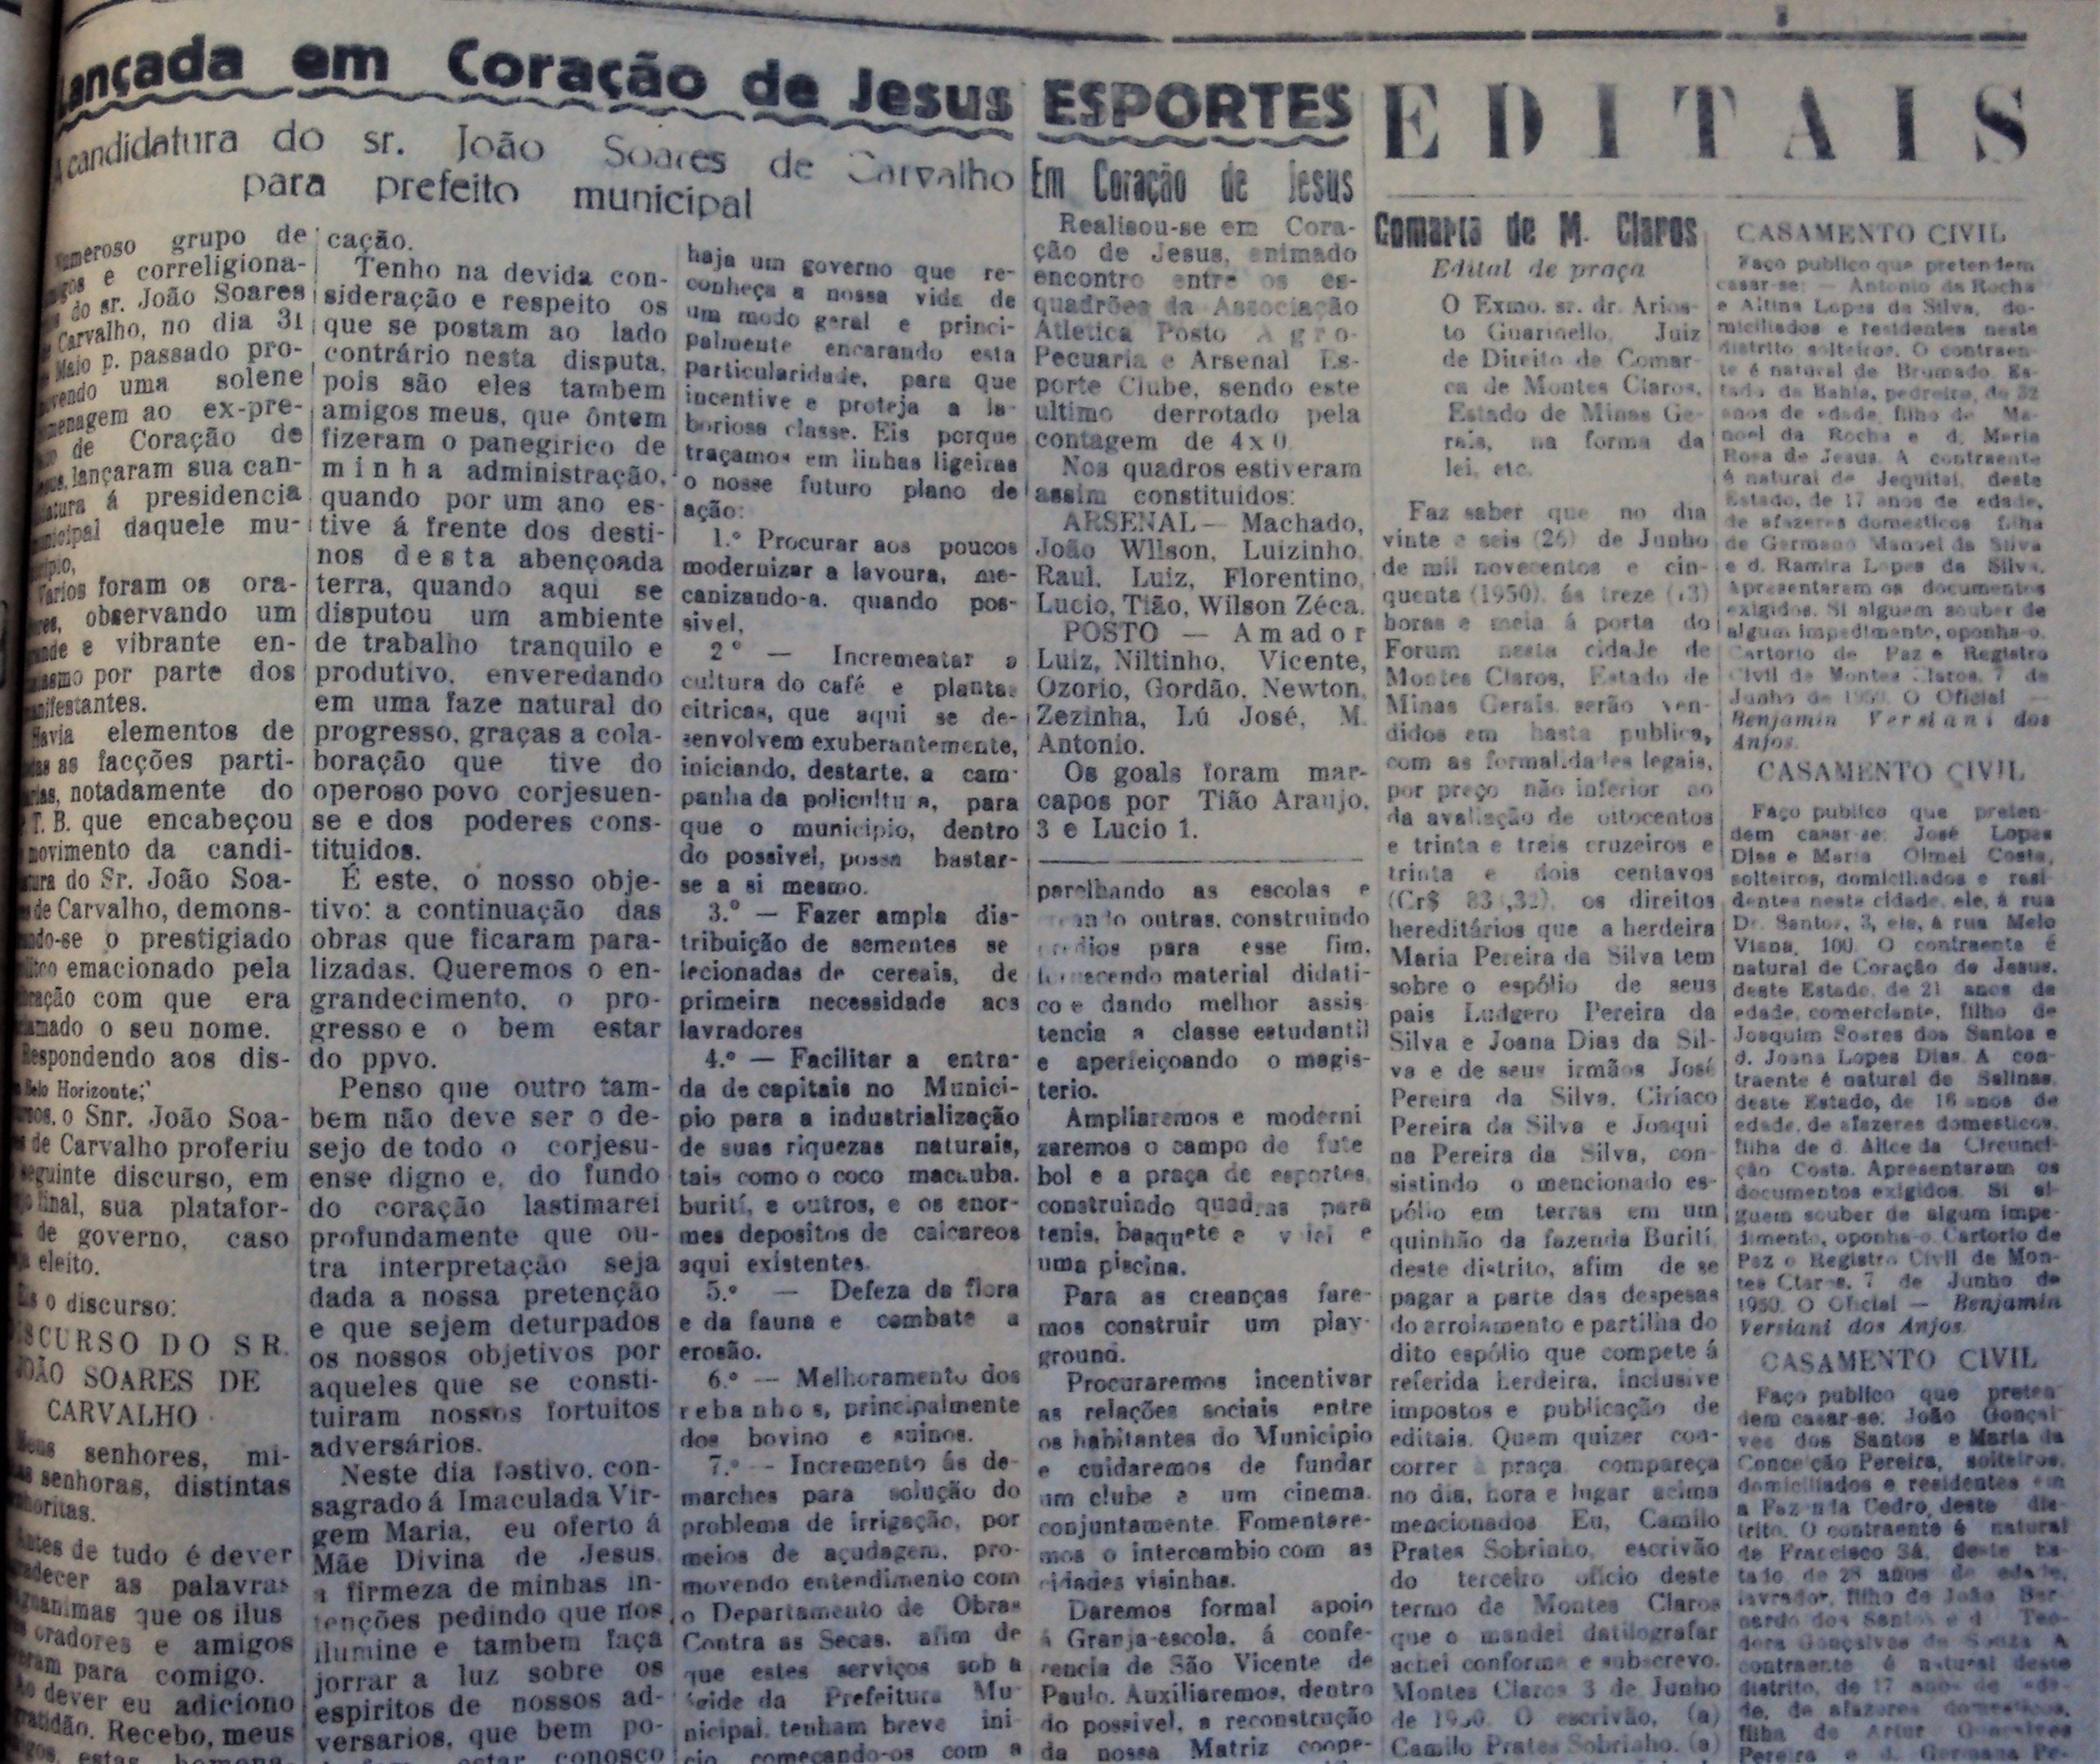 Lançada em Coração de Jesus
A candidatura do sr. João Soares de Carvalho
para prefeito municipal
grupo de
e correligiona-
do sr. João Soares
Carvalho, no dia 31
Maio p. passado pro-
uma solene
ao ex-pre-
de Coração de
lançaram sua can-
á presidencia
daquele mu-
Varios foram os ora-
observando um
e vibrante en-
por parte dos
Havia elementos de
as facções parti-
notadamente do
T. B. que encabeçou
movimento da candi-
do Sr. João Soa-
de Carvalho, demons-
o prestigiado
emacionado pela
com que era
o seu nome.
Respondendo aos dis-
Belo Horizonte;
o Snr. João Soa-
de Carvalho proferiu
seguinte discurso, em
final, sua platafor-
de governo, caso
eleito.
o discurso:
DO SR.
JOÃO SOARES DE
CARVALHO
senhores, mi-
senhoras, distintas
de tudo é dever
as palavras
que os ilus
oradores e amigos
para comigo.
dever eu adiciono
Recebo, meus
estas
cação.
Tenho na devida con-
sideração e respeito os
que se postam ao lado
contrário nesta disputa,
pois são eles tambem
amigos meus, que ôntem
fizeram o panegirico de
minha administração,
quando por um ano es-
tive á frente dos desti-
nos desta abençoada
terra, quando aqui se
disputou um ambiente
de trabalho tranquilo e
produtivo, enveredando
em uma faze natural do
progresso, graças a cola-
boração que tive do
operoso povo corjesuen-
se e dos poderes cons-
tituidos.
É este, o nosso obje-
tivo: a continuação das
obras que ficaram para-
lizadas. Queremos o en-
grandecimento, o pro-
gresso e o bem estar
do ppvo.
Penso que outro tam-
bem não deve ser o de-
sejo de todo o corjesu-
ense digno e, do fundo
do coração lastimarei
profundamente que ou-
tra interpretação seja
dada a nossa pretenção
e que sejem deturpados
os nossos objetivos por
aqueles que se consti-
tuiram nossos fortuitos
adversários.
Neste dia festivo, con-
sagrado á Imaculada Vir-
gem Maria, eu oferto á
Mãe Divina de Jesus
a firmeza de minhas in-
tenções pedindo que nos
ilumine e tambem faça
jorrar a luz sobre os
espiritos de nossos ad-
versarios, que bem po-
estar conosco
haja um governo que re-
conheça a nossa vida de
um modo geral e princi-
palmente encarando esta
particularidade, para que
incentive e proteja a la-
boriosa classe. Eis porque
traçamos em linhas ligeiras
o nosse futuro plano de
ação:
1.º Procurar aos poucos
modernizar a lavoura, me-
canizando-a, quando pos-
sivel,
2º — Incremeatar a
cultura do café e plantas
citricas, que aqui se de-
senvolvem exuberantemente,
iniciando, destarte, a cam-
panha da policultu a, para
que o municipio, dentro
do possivel, possa bastar-
se a si mesmo.
3.º — Fazer ampla dis-
tribuição de sementes se
lecionadas de cereais, de
primeira necessidade aos
lavradores
4.º — Facilitar a entra-
da de capitais no Munici-
pio para a industrialização
de suas riquezas naturais,
tais como o coco macauba,
burití, e outros, e os enor-
mes depositos de calcareos
aqui existentes.
5.º — Defeza da flora
e da fauna e combate a
erosão.
6.º — Melhoramento dos
rebanhos, principalmente
dos bovino e suinos.
7.º - Incremento ás de-
marches para solução do
problema de irrigação, por
meios de açudagem, pro-
movendo entendimento com
o Departamento de Obras
Contra as Secas, afim de
que estes serviços sob a
da Prefeitura Mu-
nicipal, tenham breve ini
começando-os com a
ESPORTES
Em Coração de Jesus
Realisou-se em Cora-
ção de Jesus, animado
encontro entre os es-
quadrões da Associação
Atletica Posto Agro-
Pecuaria e Arsenal Es-
porte Clube, sendo este
ultimo derrotado pela
contagem de 4x0.
Nos quadros estiveram
assim constituidos:
ARSENAL — Machado,
João Wilson, Luizinho,
Raul, Luiz, Florentino,
Lucio, Tião, Wilson Zéca.
POSTO — Amador
Luiz, Niltinho, Vicente,
Ozorio, Gordão, Newton,
Zezinha, Lú José, M.
Antonio.
Os goals foram mar-
capos por Tião Araujo,
3 e Lucio 1.
parelhando as escolas e
outras, construindo
para esse fim,
material didati-
co e dando melhor assis
tencia a classe estudantil
e aperfeiçoando o magis-
terio.
Ampliaremos e moderni
zaremos o campo de fute
bol e a praça de esportes,
construindo quadras para
tenis, basquete e e
uma piscina.
Para as creanças fare-
mos construir um play-
ground.
Procuraremos incentivar
as relações sociais entre
os habitantes do Municipio
e cuidaremos de fundar
um clube e um cinema,
conjuntamente. Fomentare-
mos o intercambio com as
cidades visinhas.
Daremos formal apoio
á Granja-escola, á confe-
rencia de São Vicente de
Paulo. Auxiliaremos, dentro
do possivel, a reconstrução
da nossa Matriz coope-
EDITAIS
Comarca de M. Claros
Edital de praça
O Exmo. sr. dr. Arios-
to Guarinello, Juiz
de Direito de Comar-
ca de Montes Claros,
Estado de Minas Ge-
rais, na forma da
lei, etc.
Faz saber que no dia
vinte e seis (26) de Junho
de mil novecentos e cin-
quenta (1950), ás treze (13)
horas e meia á porta do
Forum nesta cidade de
Montes Claros, Estado de
Minas Gerais serão ven-
didos em hasta publica,
com as formalidades legais,
por preço não inferior ao
da avaliação de oitocentos
e trinta e treis cruzeiros e
trinta e dois centavos
(Cr$ ,32), os direitos
hereditários que a herdeira
Maria Pereira da Silva tem
sobre o espólio de seus
pais Ludgero Pereira da
Silva e Joana Dias da Sil-
va e de seus irmãos José
Pereira da Silva, Ciríaco
Pereira da Silva e Joaqui
na Pereira da Silva, con
sistindo o mencionado es-
pólio em terras em um
quinhão da fazenda Burití,
deste distrito, afim de se
pagar a parte das despesas
do arrolamento e partilha do
dito espólio que compete á
referida herdeira, inclusive
impostos e publicação de
editais. Quem quizer con-
correr á praça compareça
no dia, hora e lugar acima
mencionados Eu, Camilo
Prates Sobrinho, escrivão
do terceiro oficio deste
termo de Montes Claros
que o mandei datilografar
achei conforme e subscrevo.
Montes Claros 3 de Junho
de 1950. O escrivão, (a)
Camilo Prates Sobrinho. (a)
CASAMENTO CIVIL
Faço publico que pretendem
casar-se: — Antonio da Rocha
e Altina Lopes da Silva, do-
miciliados e residentes neste
distrito, solteiros. O contraen-
te é natural de Brumado, Es-
tado da Bahia, pedreiro, de 32
anos de edade, filho de Ma-
noel da Rocha e d. Maria
Rosa de Jesus. A contraente
é natural de Jequitai, deste
Estado, de 17 anos de edade,
de afazeres domesticos filha
de Germano Manoel da Silva
e d. Ramira Lopes da Silva.
Apresentarem os documentos
exigidos. Si alguem souber de
algum impedimento, oponha-o.
Cartorio de Paz e Registro
Civil de Montes Claros, 7 de
Junho de 1950. O Oficial —
Benjamin Versiani dos
Anjos.
CASAMENTO CIVIL
Faço publico que preten-
dem casar-se: José Lopes
Dias e Maria Olmei Costa,
solteiros, domiciliados e resi-
dentes neste cidade, ele, á rua
Dr. Santos, 3, ela, á rua Melo
Viana, 100. O contraente é
natural de Coração de Jesus,
deste Estado, de 21 anos de
edade, comerciante, filho de
Joaquim Soares dos Santos e
d. Joana Lopes Dias. A con-
traente é natural de Salinas,
deste Estado, de 16 anos de
edade, de afazeres domesticos,
filha de d. Alice da Circunci-
ção Costa. Apresentaram os
documentos exigidos. Si al-
guem souber de algum impe-
dimento, oponha-o. Cartorio de
Paz e Registro Civil de Mon-
tes Claros, 7 de Junho de
1950. O Oficial — Benjamin
Versiani dos Anjos.
CASAMENTO CIVIL
Faço publico que preten
dem casar-se: João Gonçal
ves dos Santos e Maria da
Conceição Pereira, solteiros,
domiciliados e residentes em
a Fazenda Cedro, deste dis-
trito. O contraente é natural
de Francisco Sá, deste Es-
tado, de 28 anos de edade,
lavrador, filho de João Ber
nardo dos Santos e d. Teo-
dora Gonçalves de Souza A
contraente é natural deste
distrito, de 17 anos de eda-
de, de afazeres domesticos,
filha de Artur Gonçalves
Pereira e d.